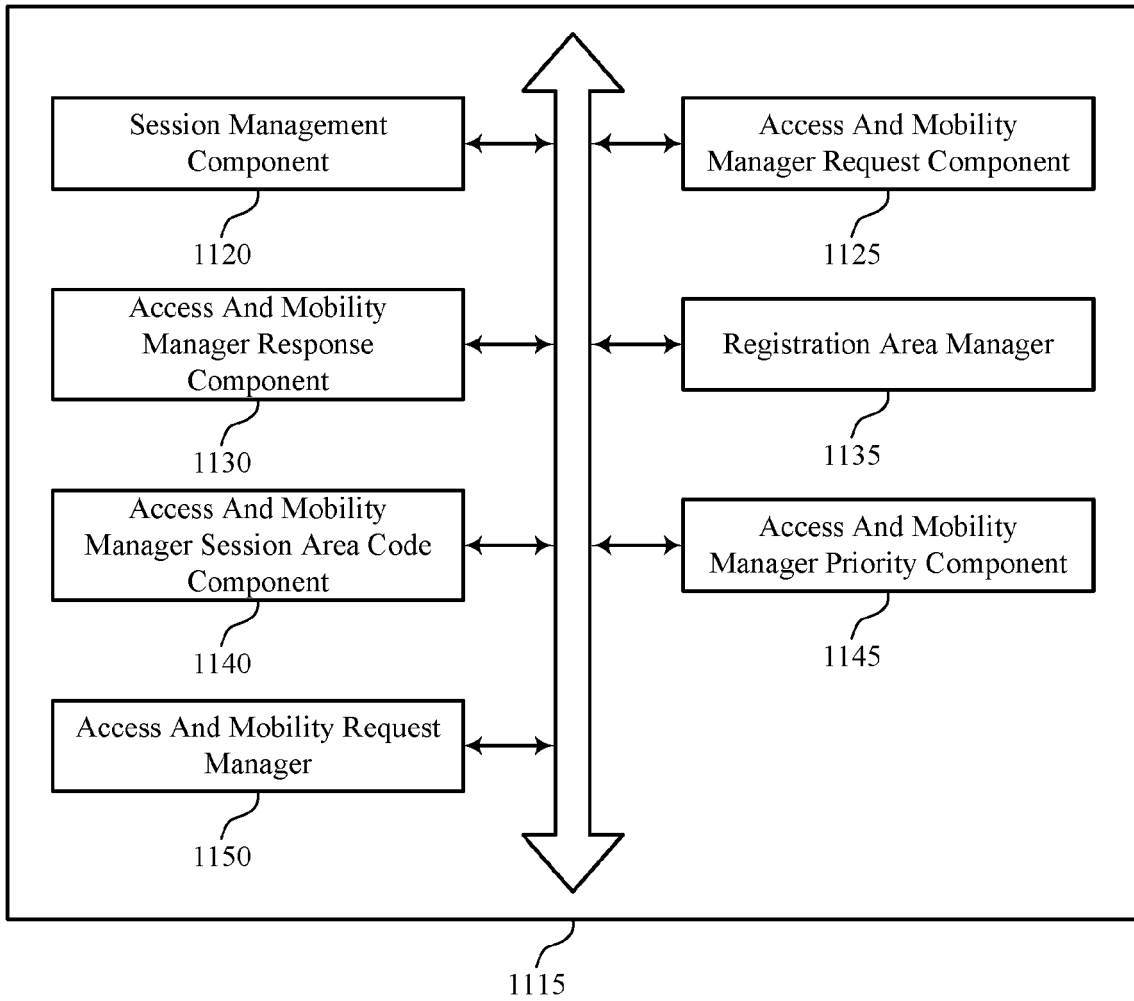 Session Management
Component
1120
Access And Mobility
Manager Request Component
1125
Access And Mobility
Manager Response
Component
1130
Registration Area Manager
1135
Access And Mobility
Manager Session Area Code
Component
1140
Access And Mobility
Manager Priority Component
1145
Access And Mobility Request
Manager
1150
1115